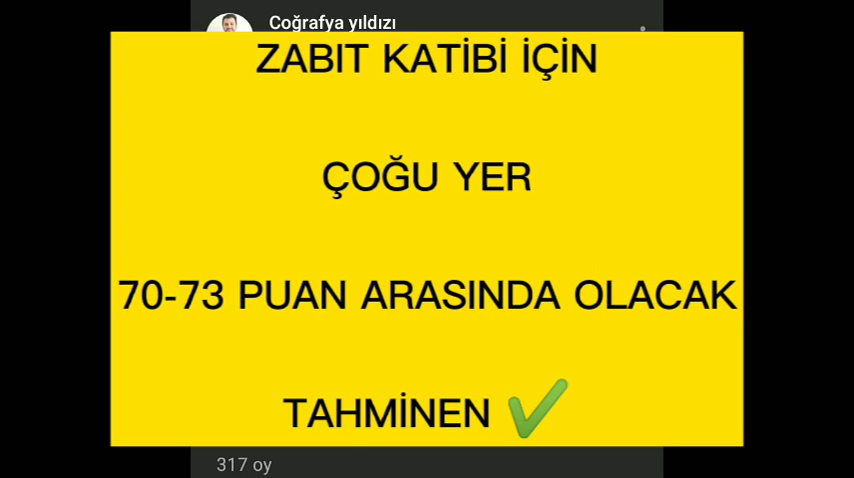 Coğrafya yıldızı
ZABIT KATİBİ İÇİN
ÇOĞU YER
70-73 PUAN ARASINDA OLACAK
TAHMİNEN ✔
317 oy